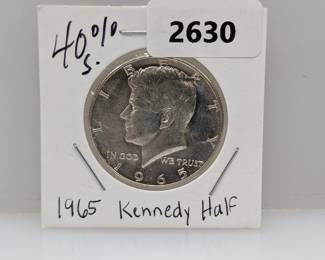 2630
40%
S.
LIBERTY
IN GOD WE TRUST
1965
1965 Kennedy Half